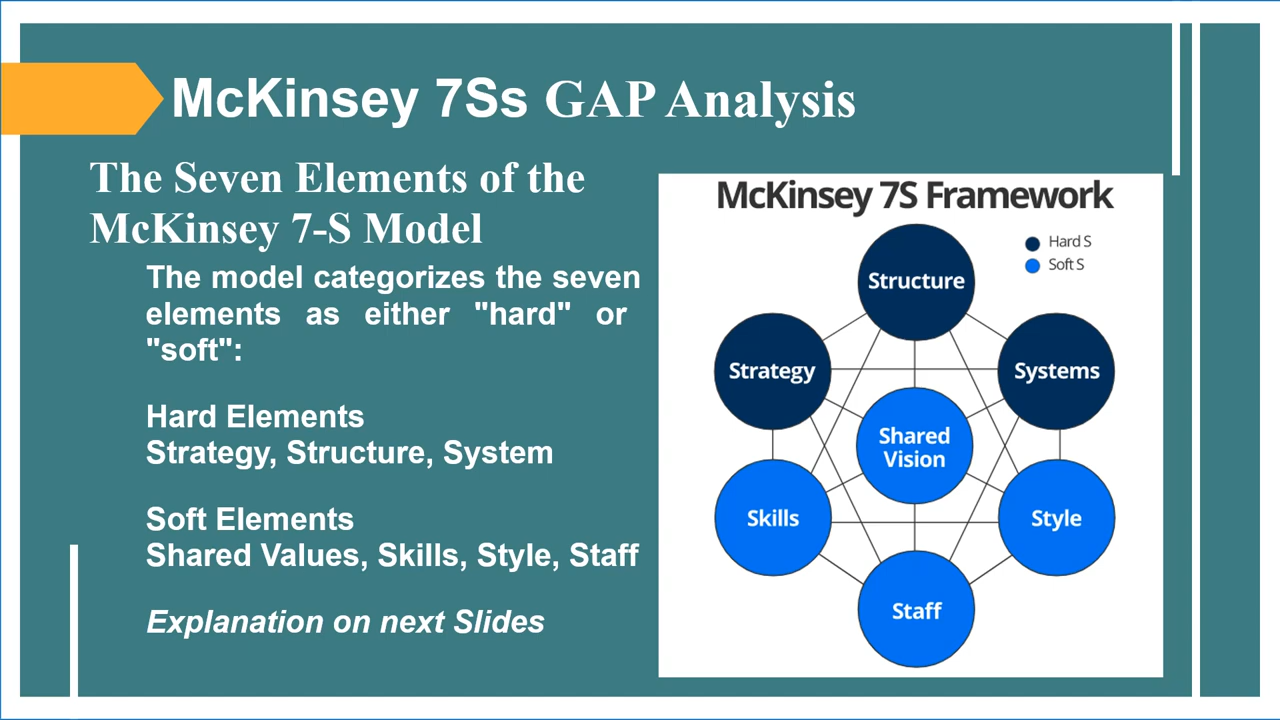 McKinsey 7Ss GAP Analysis
The Seven Elements of the
McKinsey 7-S Model
The model categorizes the seven
elements as either "hard" or
"soft":
Hard Elements
Strategy, Structure, System
Soft Elements
Shared Values, Skills, Style, Staff
Explanation on next Slides
McKinsey 7S Framework
Hard S
Soft S
Structure
Strategy
Systems
Shared
Vision
Skills
Style
Staff